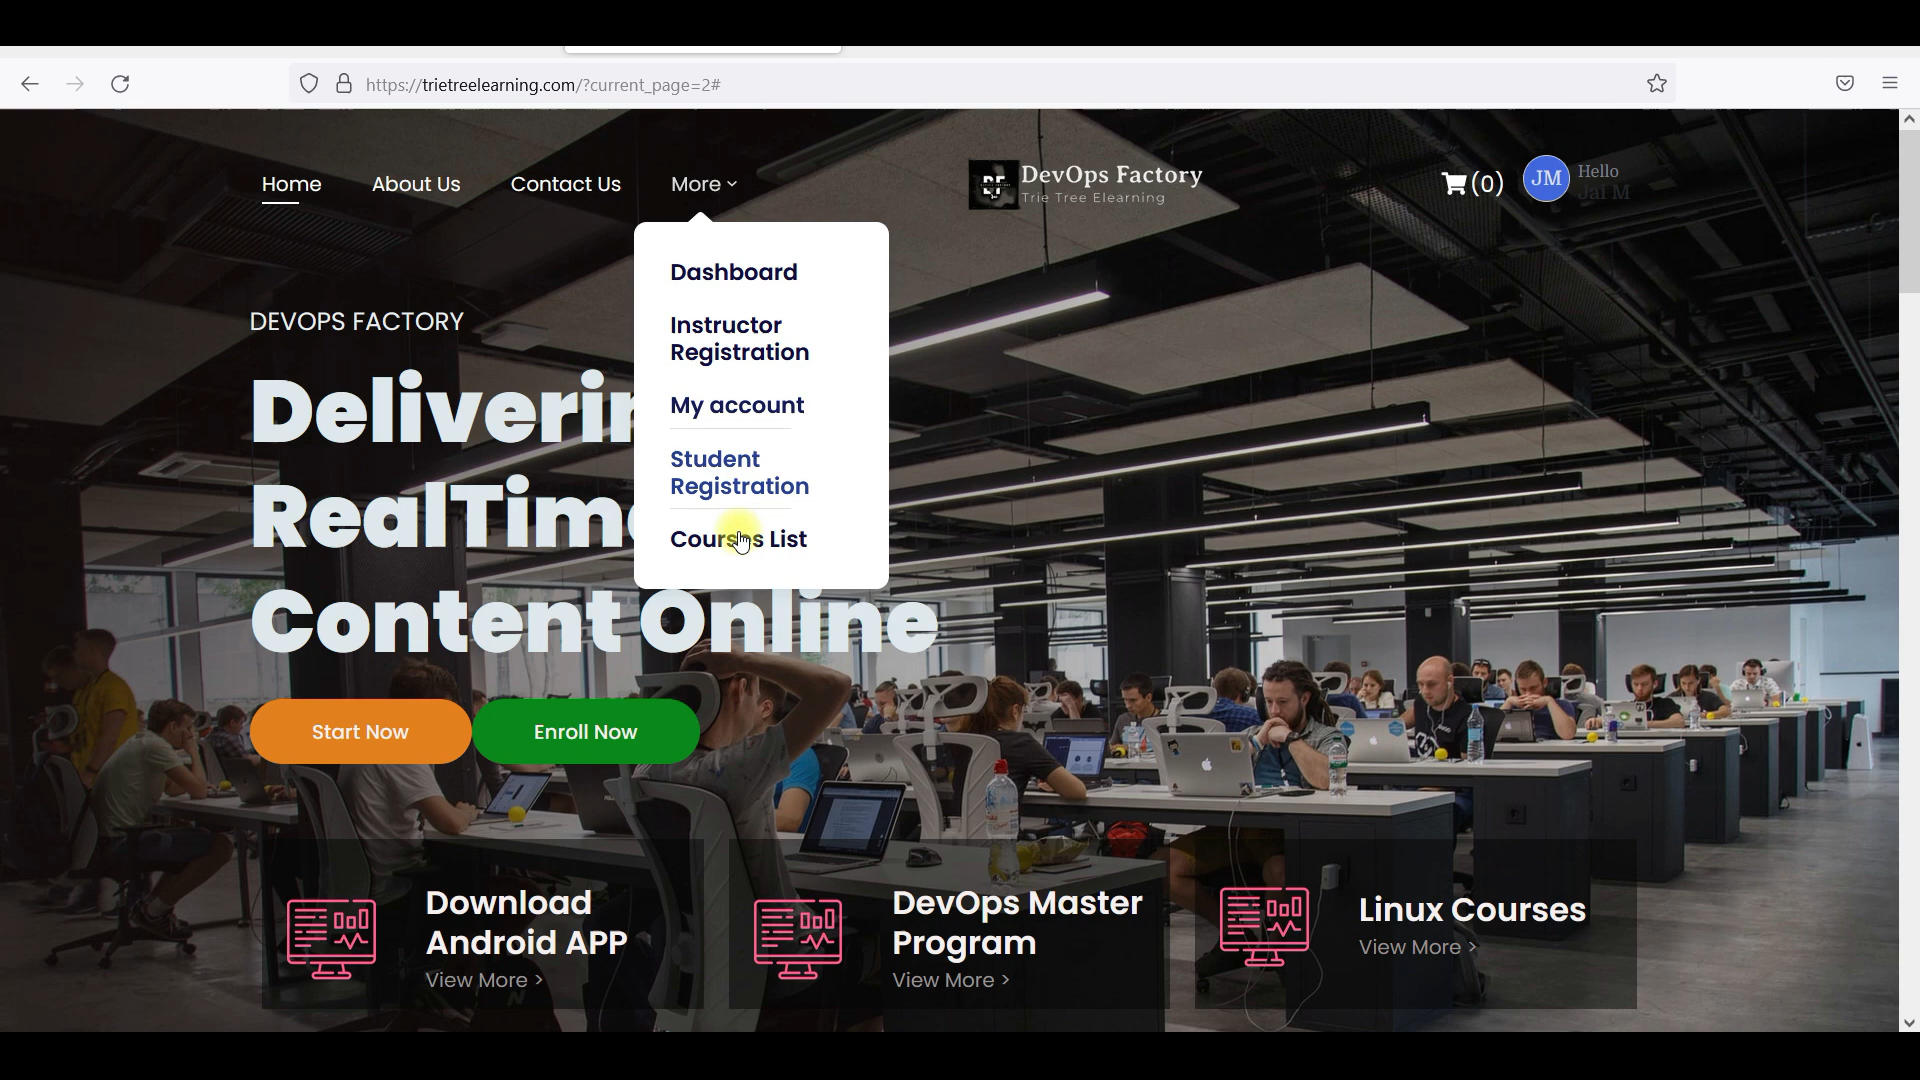 https://trietreelearning.com/?current_page=2#
Home About Us Contact Us More
DevOps Factory
Trie Tree Elearning
(0)
JM
Hello
Jai M
Dashboard
Instructor
Registration
My account
Student
Registration
Courses List
DEVOPS FACTORY
RealTim
Content Online
Start Now
Enroll Now
Download
Android APP
View More >
DevOps Master
Program
View More >
Linux Courses
View More >